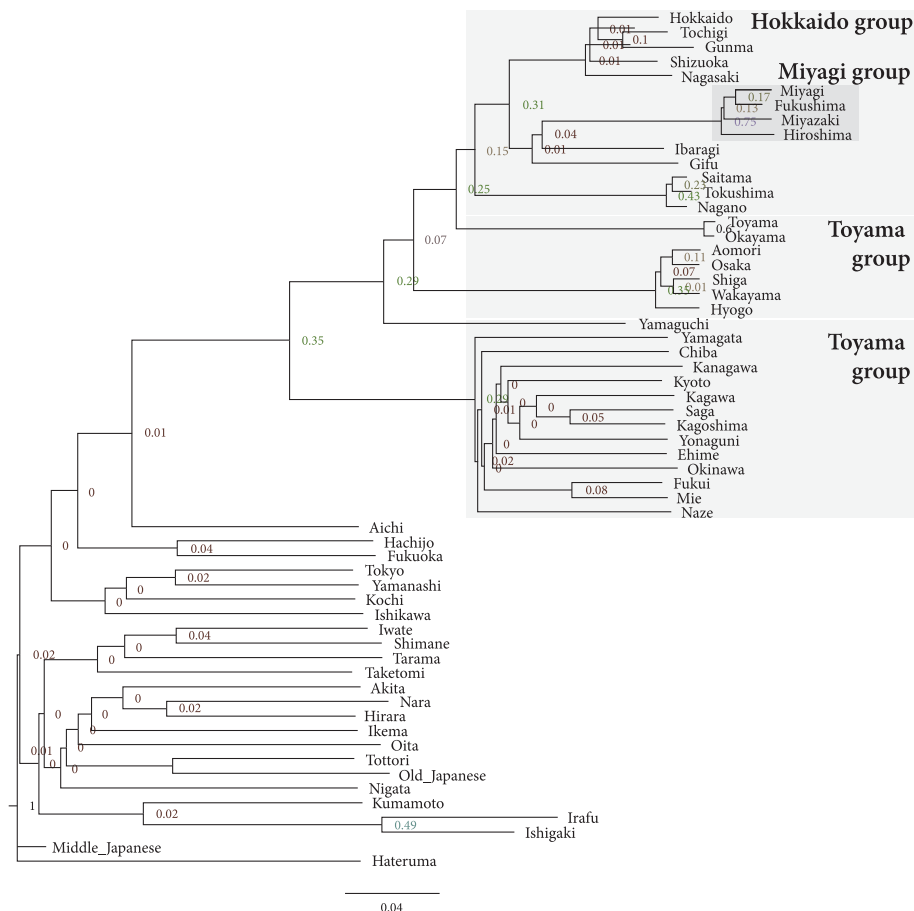 Hokkaido
Hokkaido group
0.01
Tochigi
0.1
0.01
Gunma
0.01
Shizuoka
Nagasaki
Miyagi group
Miyagi
0.17
0.31
Fukushima
0.13
0.75
Miyazaki
0.04
Hiroshima
0.15
0.01
Ibaragi
Gifu
Saitama
0.23
0.25
Tokushima
0.43
Nagano
Toyama
0.6
Okayama
Toyama
group
0.07
Aomori
0.11
Osaka
0.07
0.29
Shiga
0.35
0.01
Wakayama
Hyogo
Yamaguchi
Yamagata
0.35
Chiba
Toyama
group
Kanagawa
0
Kyoto
0.29
0
Kagawa
0.01
0
Saga
0.05
0
Kagoshima
0.01
0
Yonaguni
Ehime
0.02
0
Okinawa
Fukui
0
0.08
Mie
Naze
Aichi
0
Hachijo
0.04
Fukuoka
Tokyo
0.02
0
Yamanashi
0
Kochi
Ishikawa
Iwate
0.04
0
Shimane
0.02
0
Tarama
Taketomi
Akita
0
Nara
0
0
0.02
Hirara
0
Ikema
0.01
0
Oita
0
0
Tottori
Old_Japanese
Nigata
1
Kumamoto
0.02
Irafu
0.49
Ishigaki
Middle_Japanese
Hateruma
0.04